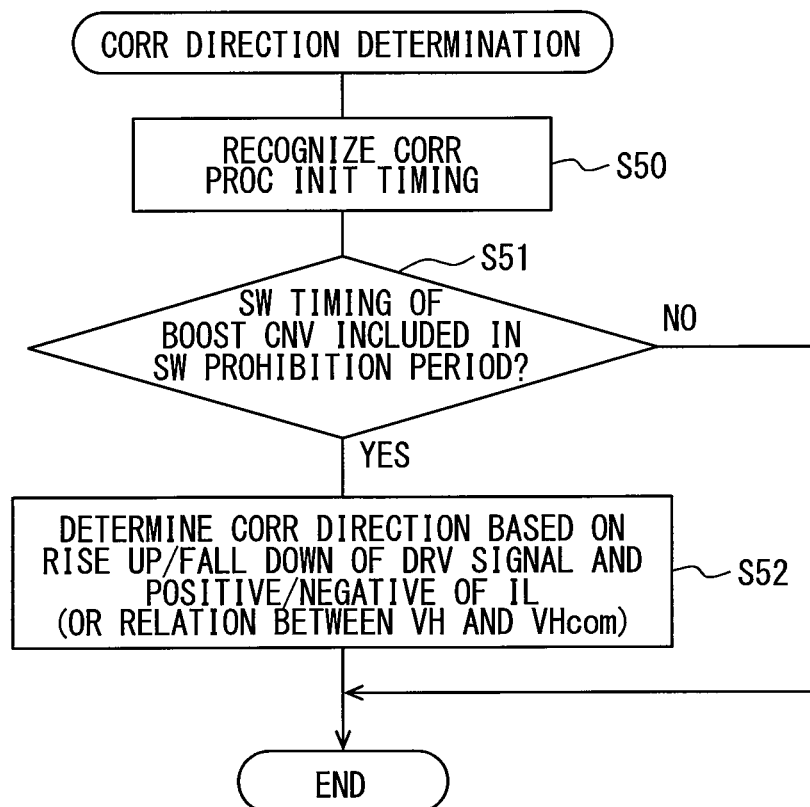 CORR DIRECTION DETERMINATION
RECOGNIZE CORR
PROC INIT TIMING
S50
S51
SW TIMING OF
BOOST CNV INCLUDED IN
SW PROHIBITION PERIOD?
NO
YES
DETERMINE CORR DIRECTION BASED ON
RISE UP/FALL DOWN OF DRV SIGNAL AND
POSITIVE/NEGATIVE OF IL
(OR RELATION BETWEEN VH AND VHcom)
S52
END